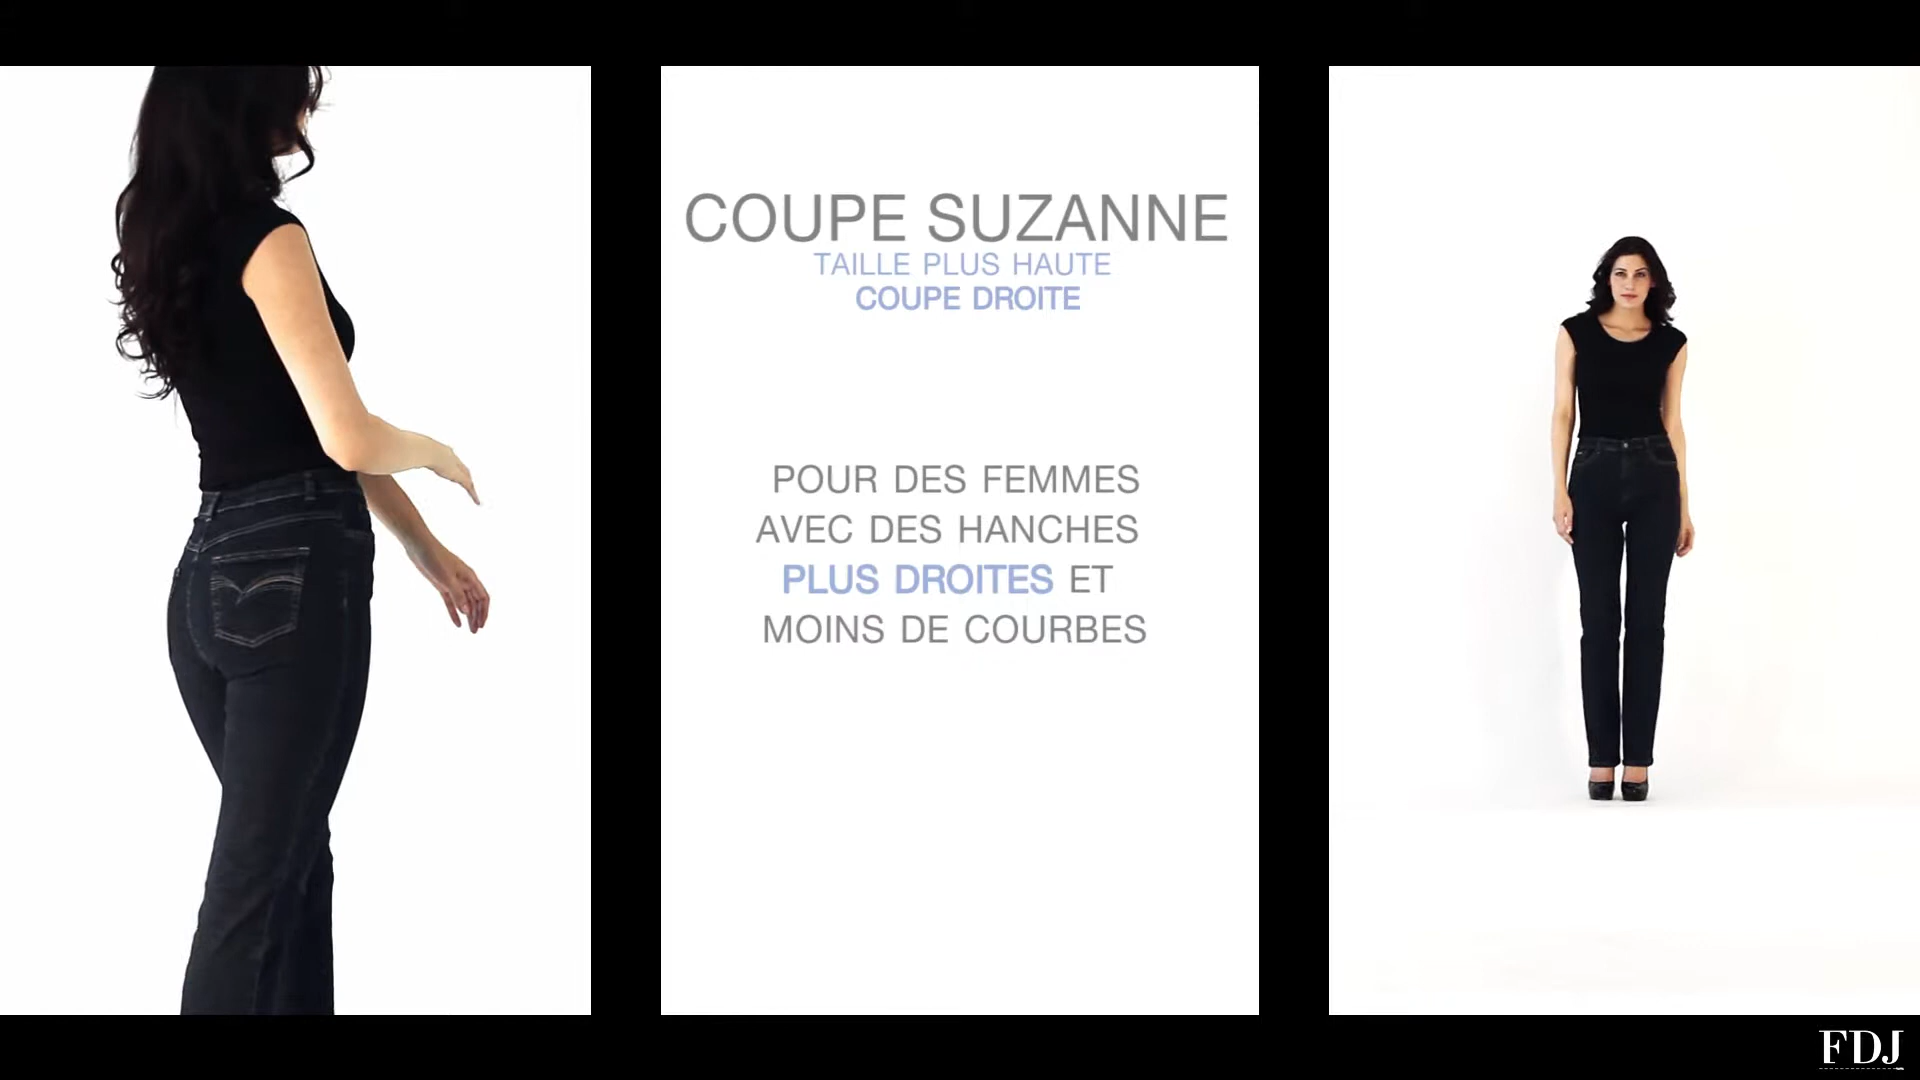 COUPE SUZANNE
TAILLE PLUS HAUTE
COUPE DROITE
POUR DES FEMMES
AVEC DES HANCHES
PLUS DROITES ET
MOINS DE COURBES
FDJ